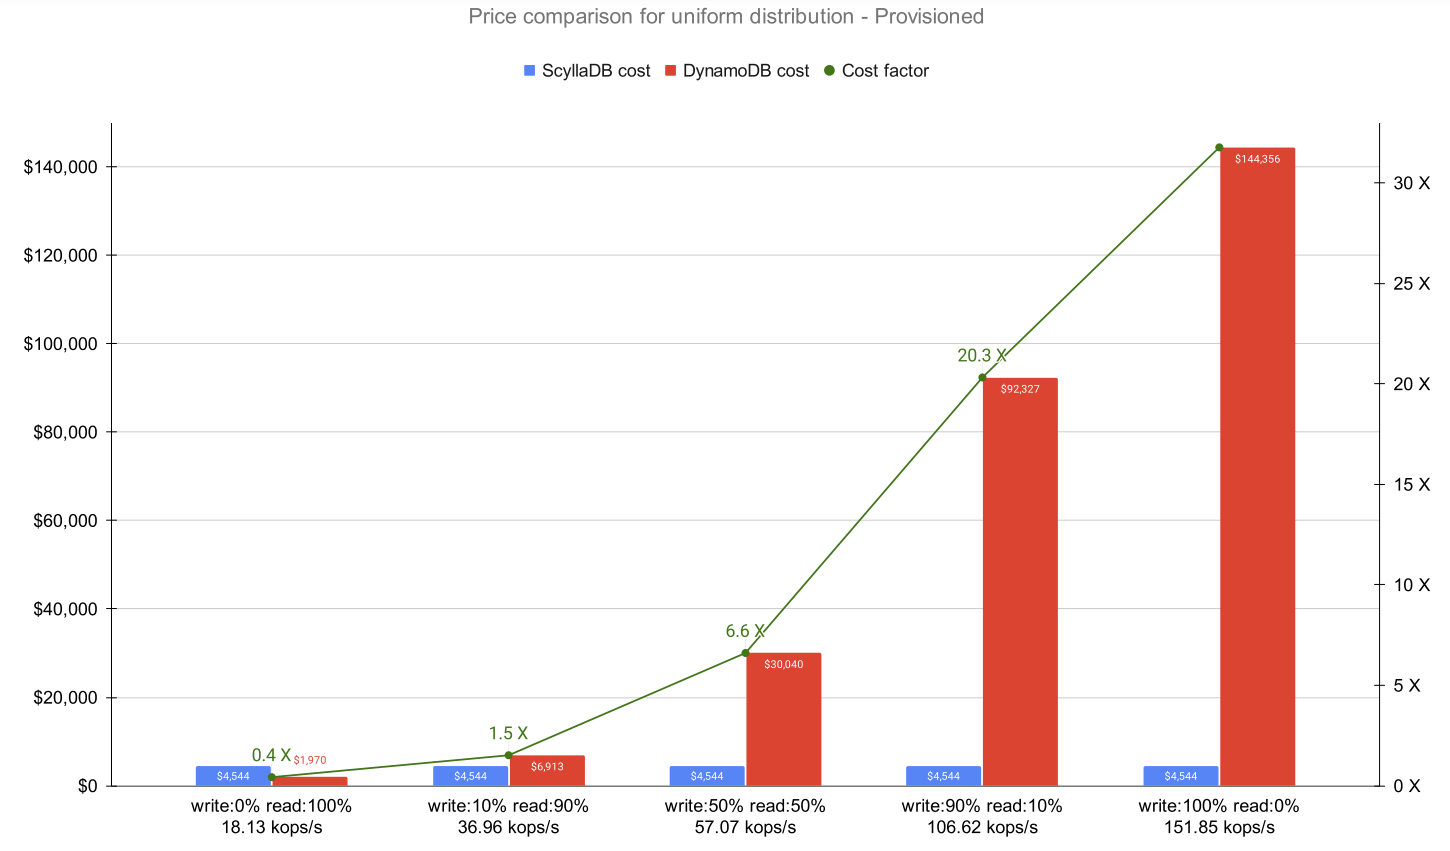 Price comparison for uniform distribution - Provisioned
ScyllaDB cost DynamoDB cost Cost factor
$140,000
$120,000
$100,000
$80,000
$60,000
$40,000
$20,000
$0
30 X
25 X
20 X
15 X
10 X
5 X
0 X
0.4 X
1.5 X
6.6 X
20.3 X
$4,544
$1,970
$4,544
$6,913
$4,544
$30,040
$4,544
$92,327
$4,544
$144,356
write:0% read:100%
18.13 kops/s
write:10% read:90%
36.96 kops/s
write:50% read:50%
57.07 kops/s
write:90% read:10%
106.62 kops/s
write:100% read:0%
151.85 kops/s